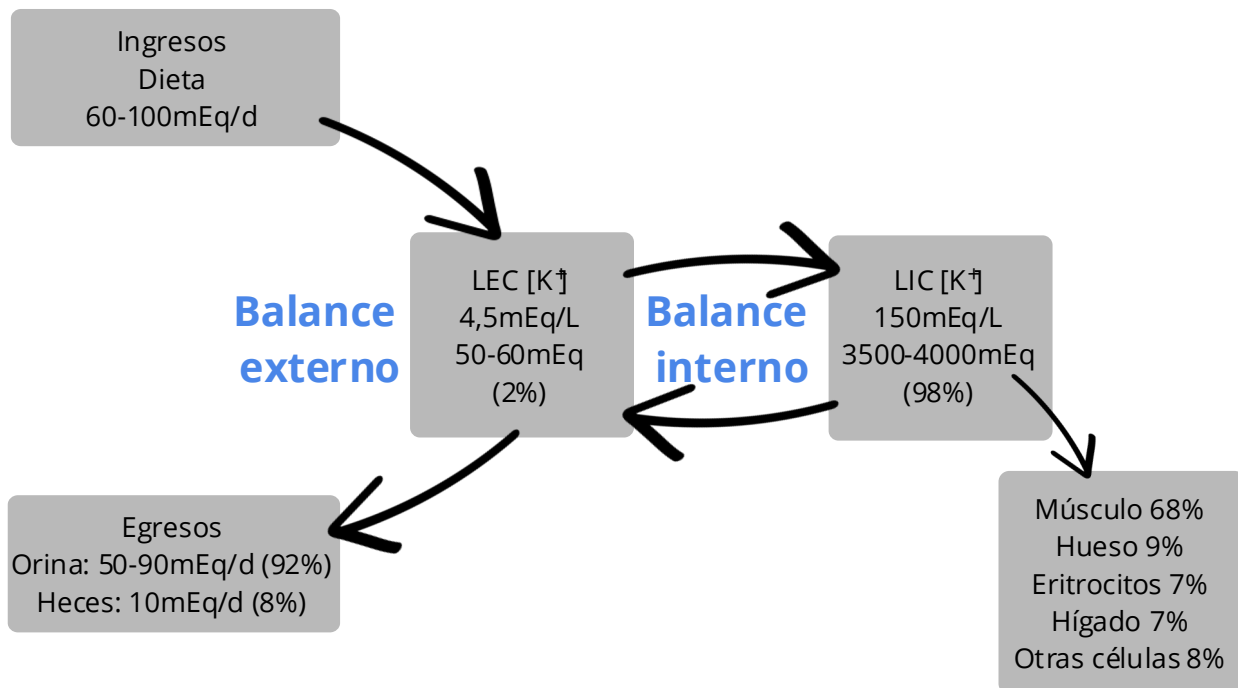 Ingresos
Dieta
60-100mEq/d
Balance
externo
LEC [K+]
4,5mEq/L
50-60mEq
(2%)
Balance
interno
LIC [K+]
150mEq/L
3500-4000mEq
(98%)
Egresos
Orina: 50-90mEq/d (92%)
Heces: 10mEq/d (8%)
Músculo 68%
Hueso 9%
Eritrocitos 7%
Hígado 7%
Otras células 8%